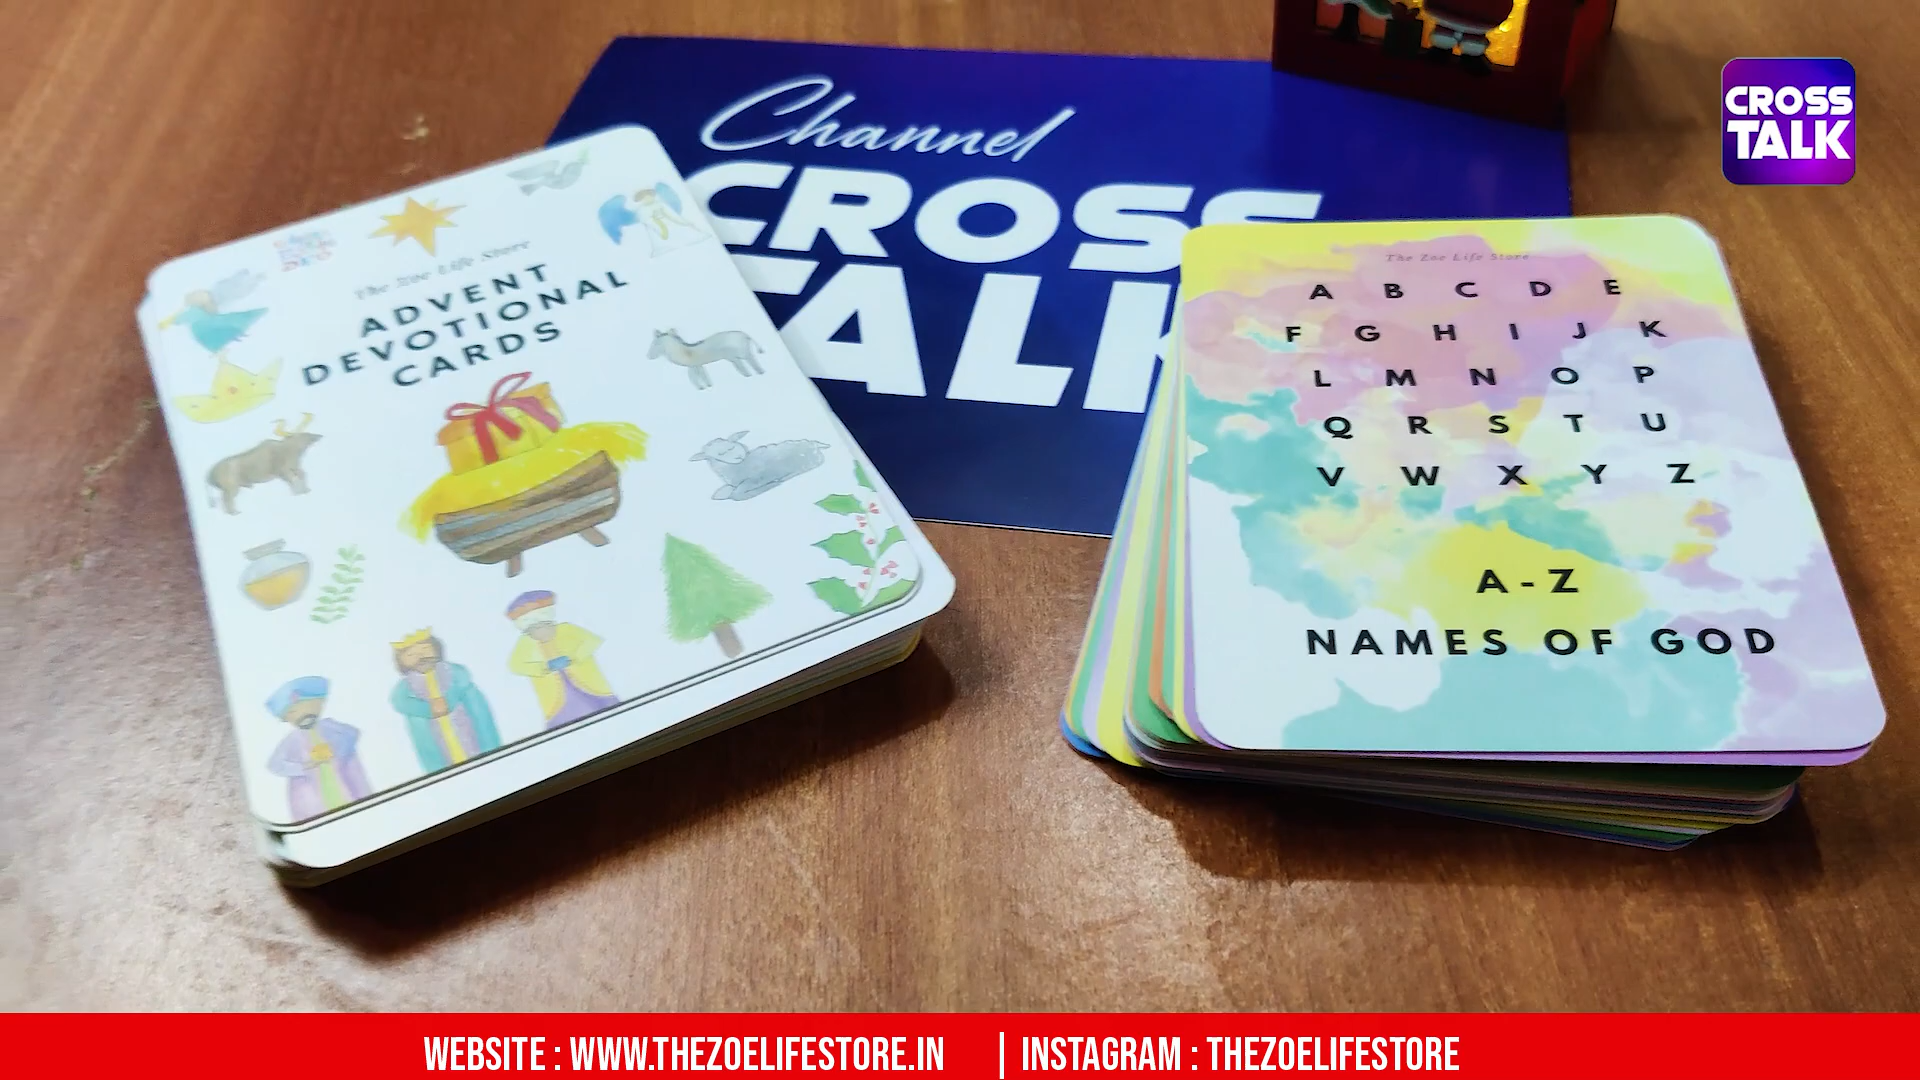 Channel
CROSS
TALK
CROSS
TALK
The Zoe Life Store
ADVENT
DEVOTIONAL
CARDS
The Zoe Life Store
A B C D E
F G H I J K
L M N O P
Q R S T U
V W X Y Z
A-Z
NAMES OF GOD
WEBSITE : WWW.THEZOELIFESTORE.IN | INSTAGRAM : THEZOELIFESTORE